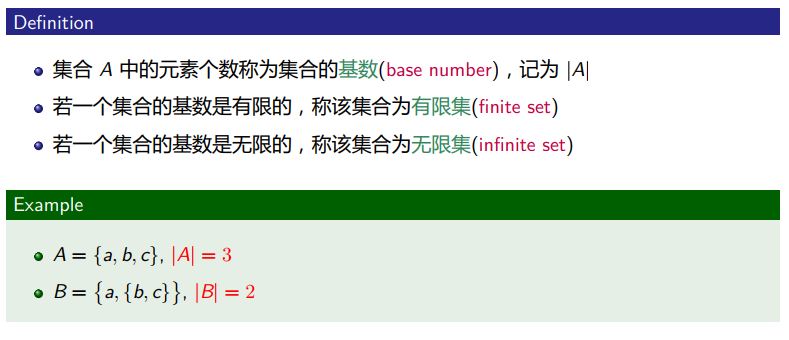 Definition
集合 A 中的元素个数称为集合的基数(base number)，记为 |A|
若一个集合的基数是有限的，称该集合为有限集(finite set)
若一个集合的基数是无限的，称该集合为无限集(infinite set)
Example
A = {a, b, c}, |A| = 3
B = {a, {b, c}}, |B| = 2